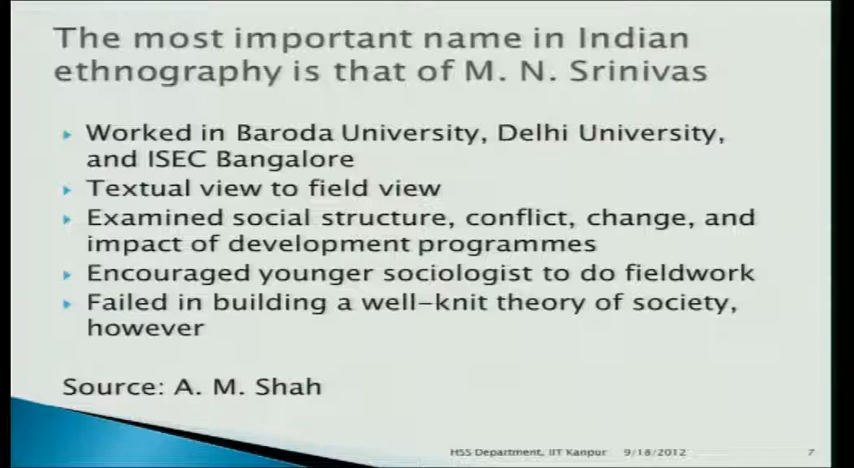 The most important name in Indian
ethnography is that of M. N. Srinivas
Worked in Baroda University, Delhi University,
and ISEC Bangalore
Textual view to field view
Examined social structure, conflict, change, and
impact of development programmes
Encouraged younger sociologist to do fieldwork
Failed in building a well-knit theory of society,
however
Source: A. M. Shah
HSS Department, IIT Kanpur 9/18/2012 7